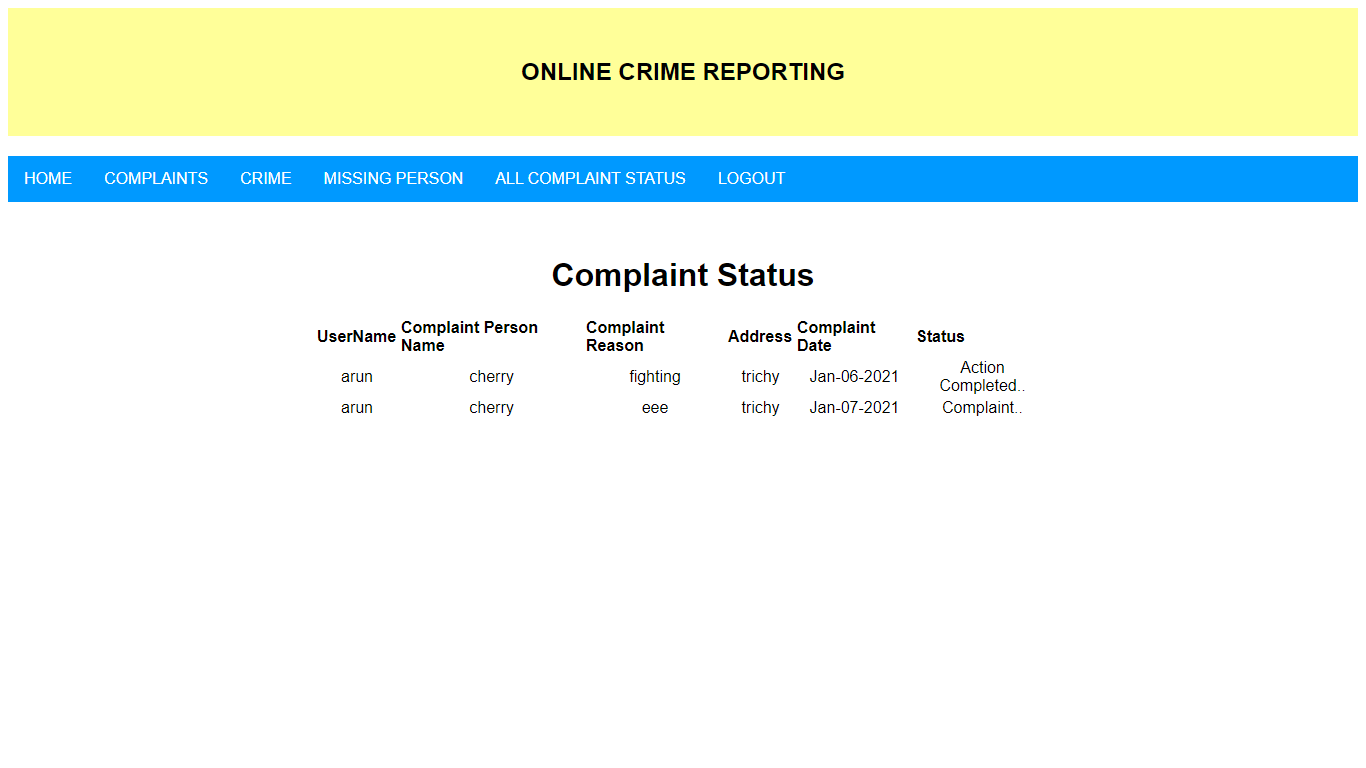 ONLINE CRIME REPORTING
HOME COMPLAINTS CRIME MISSING PERSON ALL COMPLAINT STATUS LOGOUT
Complaint Status
UserName Complaint Person Name Complaint Reason Address Complaint Date Status
arun cherry fighting trichy Jan-06-2021 Action Completed..
arun cherry eee trichy Jan-07-2021 Complaint..